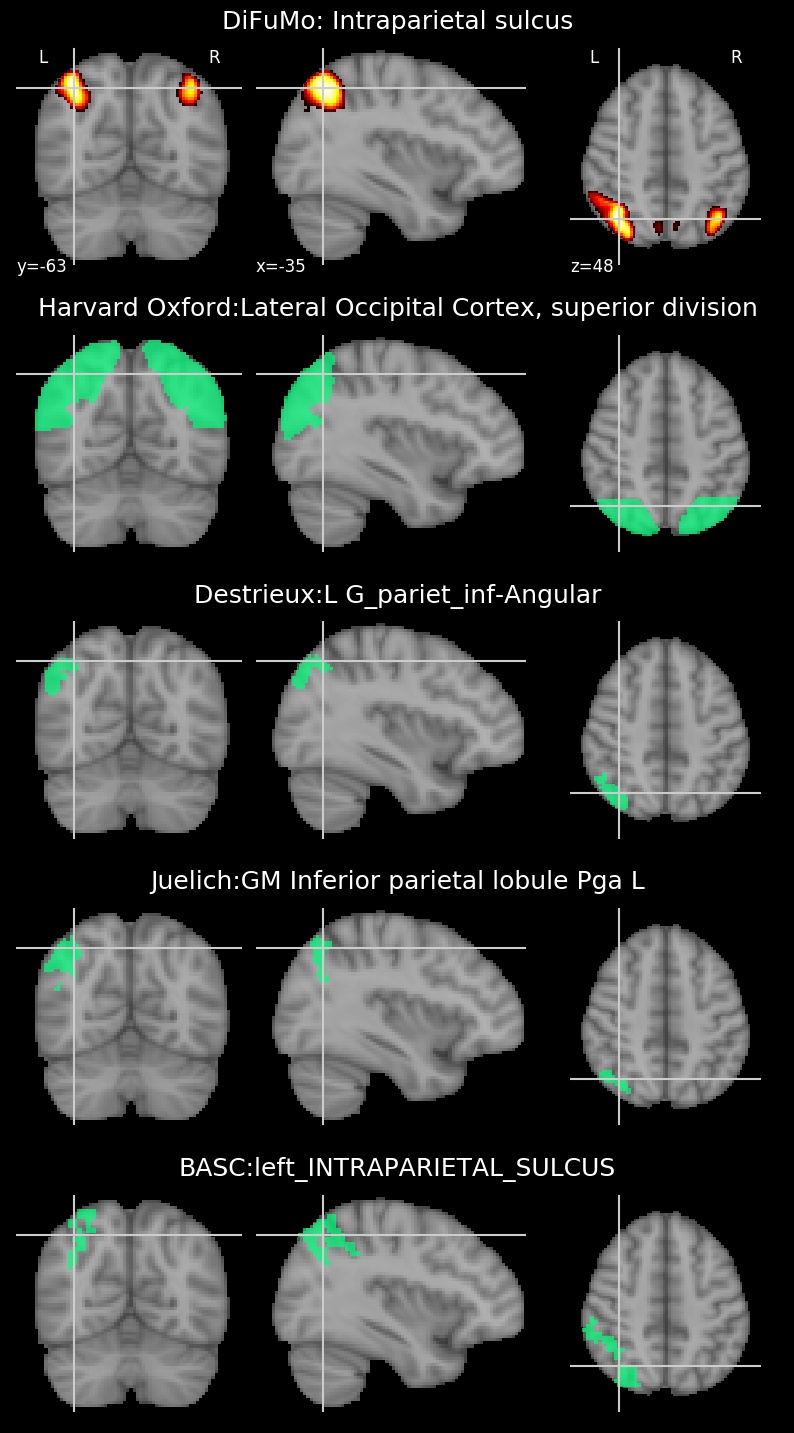 DiFuMo: Intraparietal sulcus
L R L R
y=-63 x=-35 z=48
Harvard Oxford:Lateral Occipital Cortex, superior division
Destrieux:L G_pariet_inf-Angular
Juelich:GM Inferior parietal lobule Pga L
BASC:left_INTRAPARIETAL_SULCUS